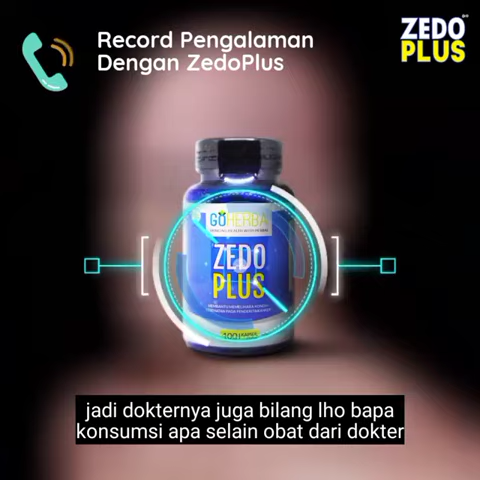 Record Pengalaman
Dengan ZedoPlus
ZEDO
PLUS
GOHERBA
ZEDO
PLUS
jadi dokternya juga bilang lho bapa
konsumsi apa selain obat dari dokter